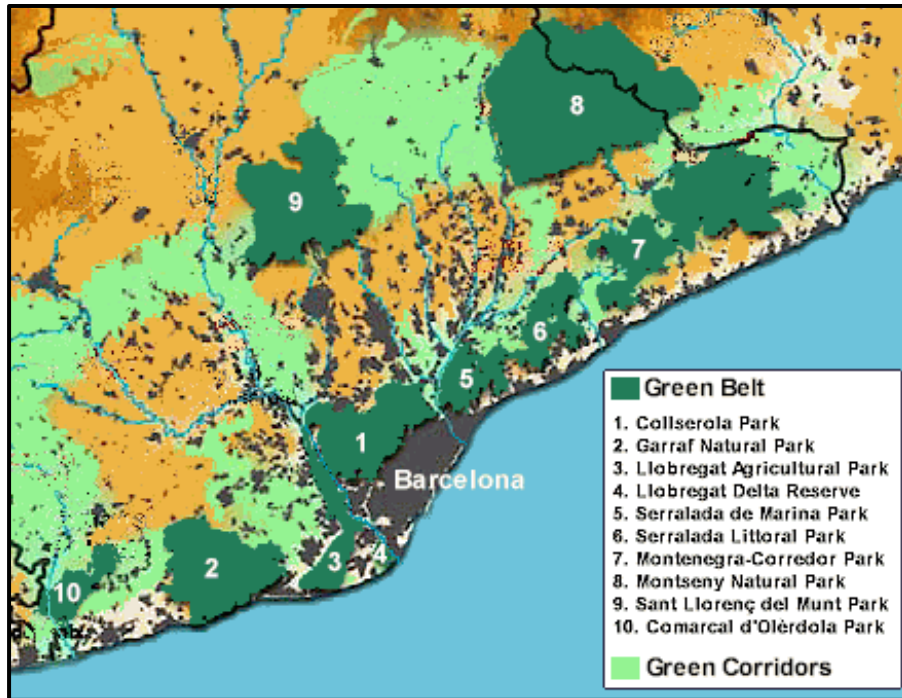 8
9
7
6
5
1
Barcelona
2
3
4
10
Green Belt
1. Collserola Park
2. Garraf Natural Park
3. Llobregat Agricultural Park
4. Llobregat Delta Reserve
5. Serralada de Marina Park
6. Serralada Littoral Park
7. Montenegra-Corredor Park
8. Montseny Natural Park
9. Sant Llorenç del Munt Park
10. Comarcal d'Olèrdola Park
Green Corridors